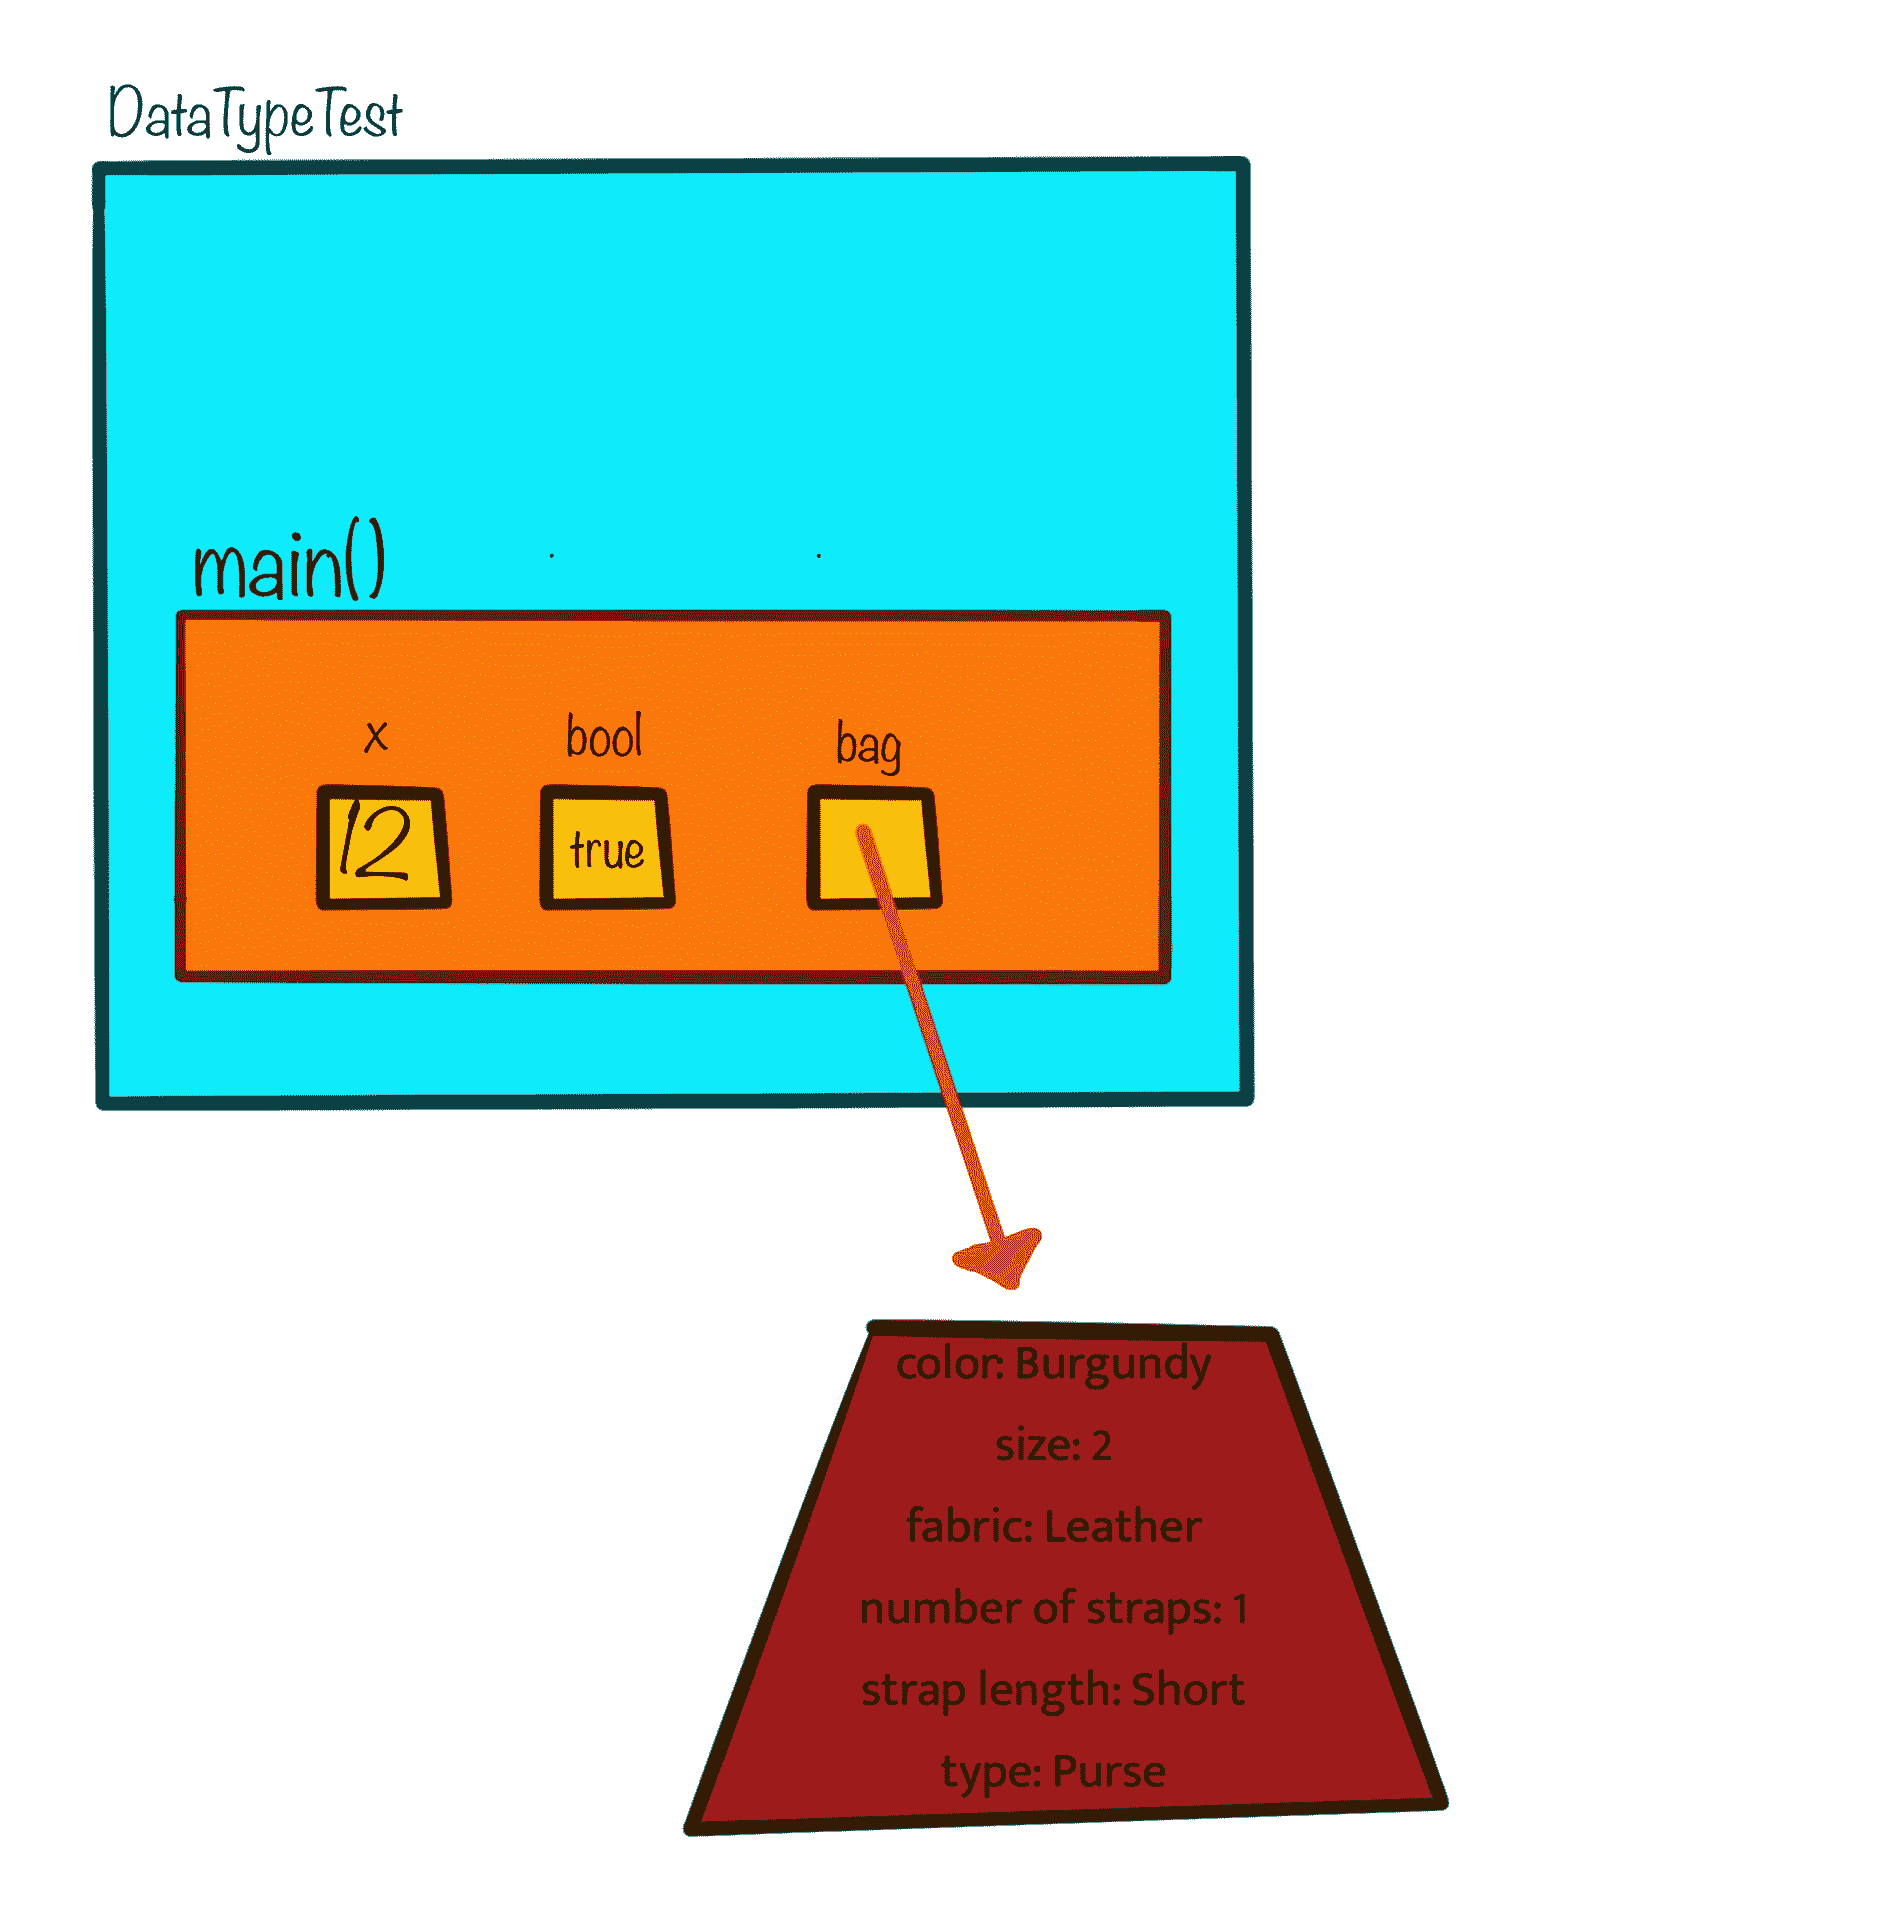 DataTypeTest
main()
x bool bag
12 true
color: Burgundy
size: 2
fabric: Leather
number of straps: 1
strap length: Short
type: Purse